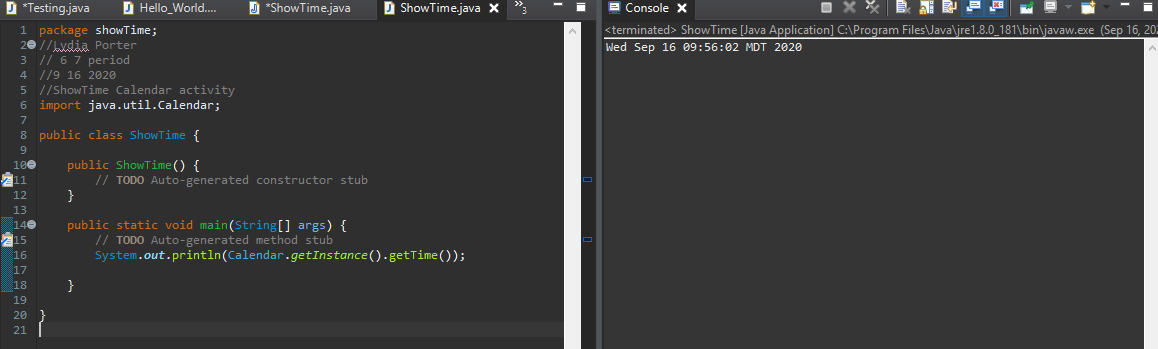 *Testing.java Hello_World.... *ShowTime.java ShowTime.java »3
1 package showTime;
2 //Lydia Porter
3 // 6 7 period
4 //9 16 2020
5 //ShowTime Calendar activity
6 import java.util.Calendar;
7
8 public class ShowTime {
9
10 public ShowTime() {
11 // TODO Auto-generated constructor stub
12 }
13
14 public static void main(String[] args) {
15 // TODO Auto-generated method stub
16 System.out.println(Calendar.getInstance().getTime());
17
18 }
19
20 }
21
Console
<terminated> ShowTime [Java Application] C:\Program Files\Java\jre1.8.0_181\bin\javaw.exe (Sep 16, 202
Wed Sep 16 09:56:02 MDT 2020